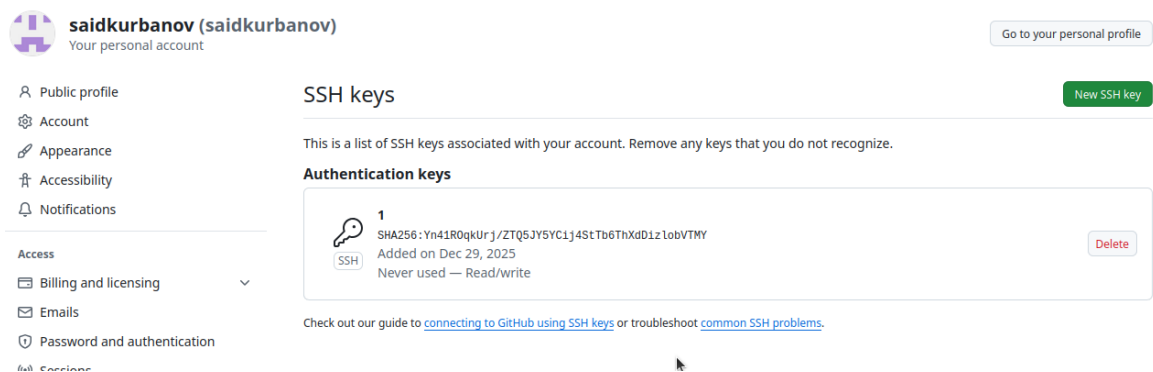 saidkurbanov (saidkurbanov)
Your personal account
Go to your personal profile
Public profile
Account
Appearance
Accessibility
Notifications
Access
Billing and licensing
Emails
Password and authentication
Sessions
SSH keys
New SSH key
This is a list of SSH keys associated with your account. Remove any keys that you do not recognize.
Authentication keys
1
SHA256:Yn41ROqkUrj/ZTQ5JY5YCij4StTb6ThXdDizlobVTMY
Added on Dec 29, 2025
Never used — Read/write
SSH
Delete
Check out our guide to connecting to GitHub using SSH keys or troubleshoot common SSH problems.